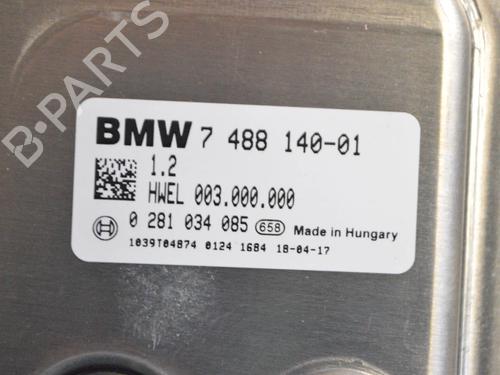 B-PARTS
BMW 7 488 140-01
1.2
HWEL 003.000.000
0 281 034 085 658 Made in Hungary
1039T04874 0124 1684 18-04-17